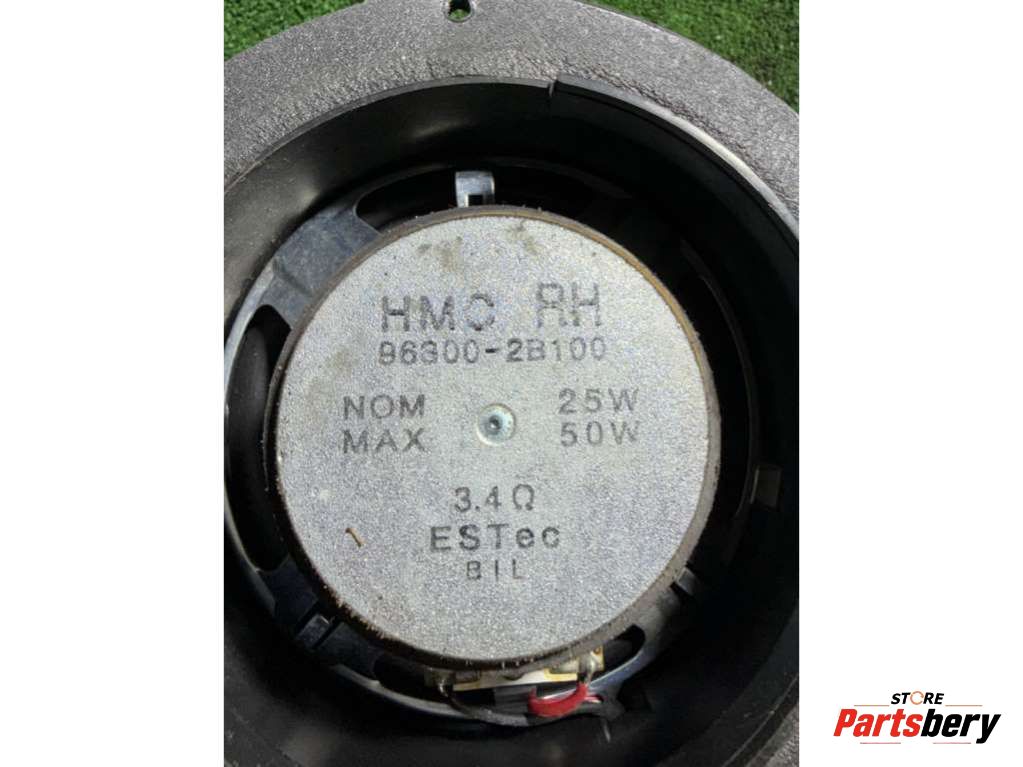 HMC RH
96300-2B100
NOM 25W
MAX 50W
3.4Ω
ESTec
BIL
STORE
Partsbery